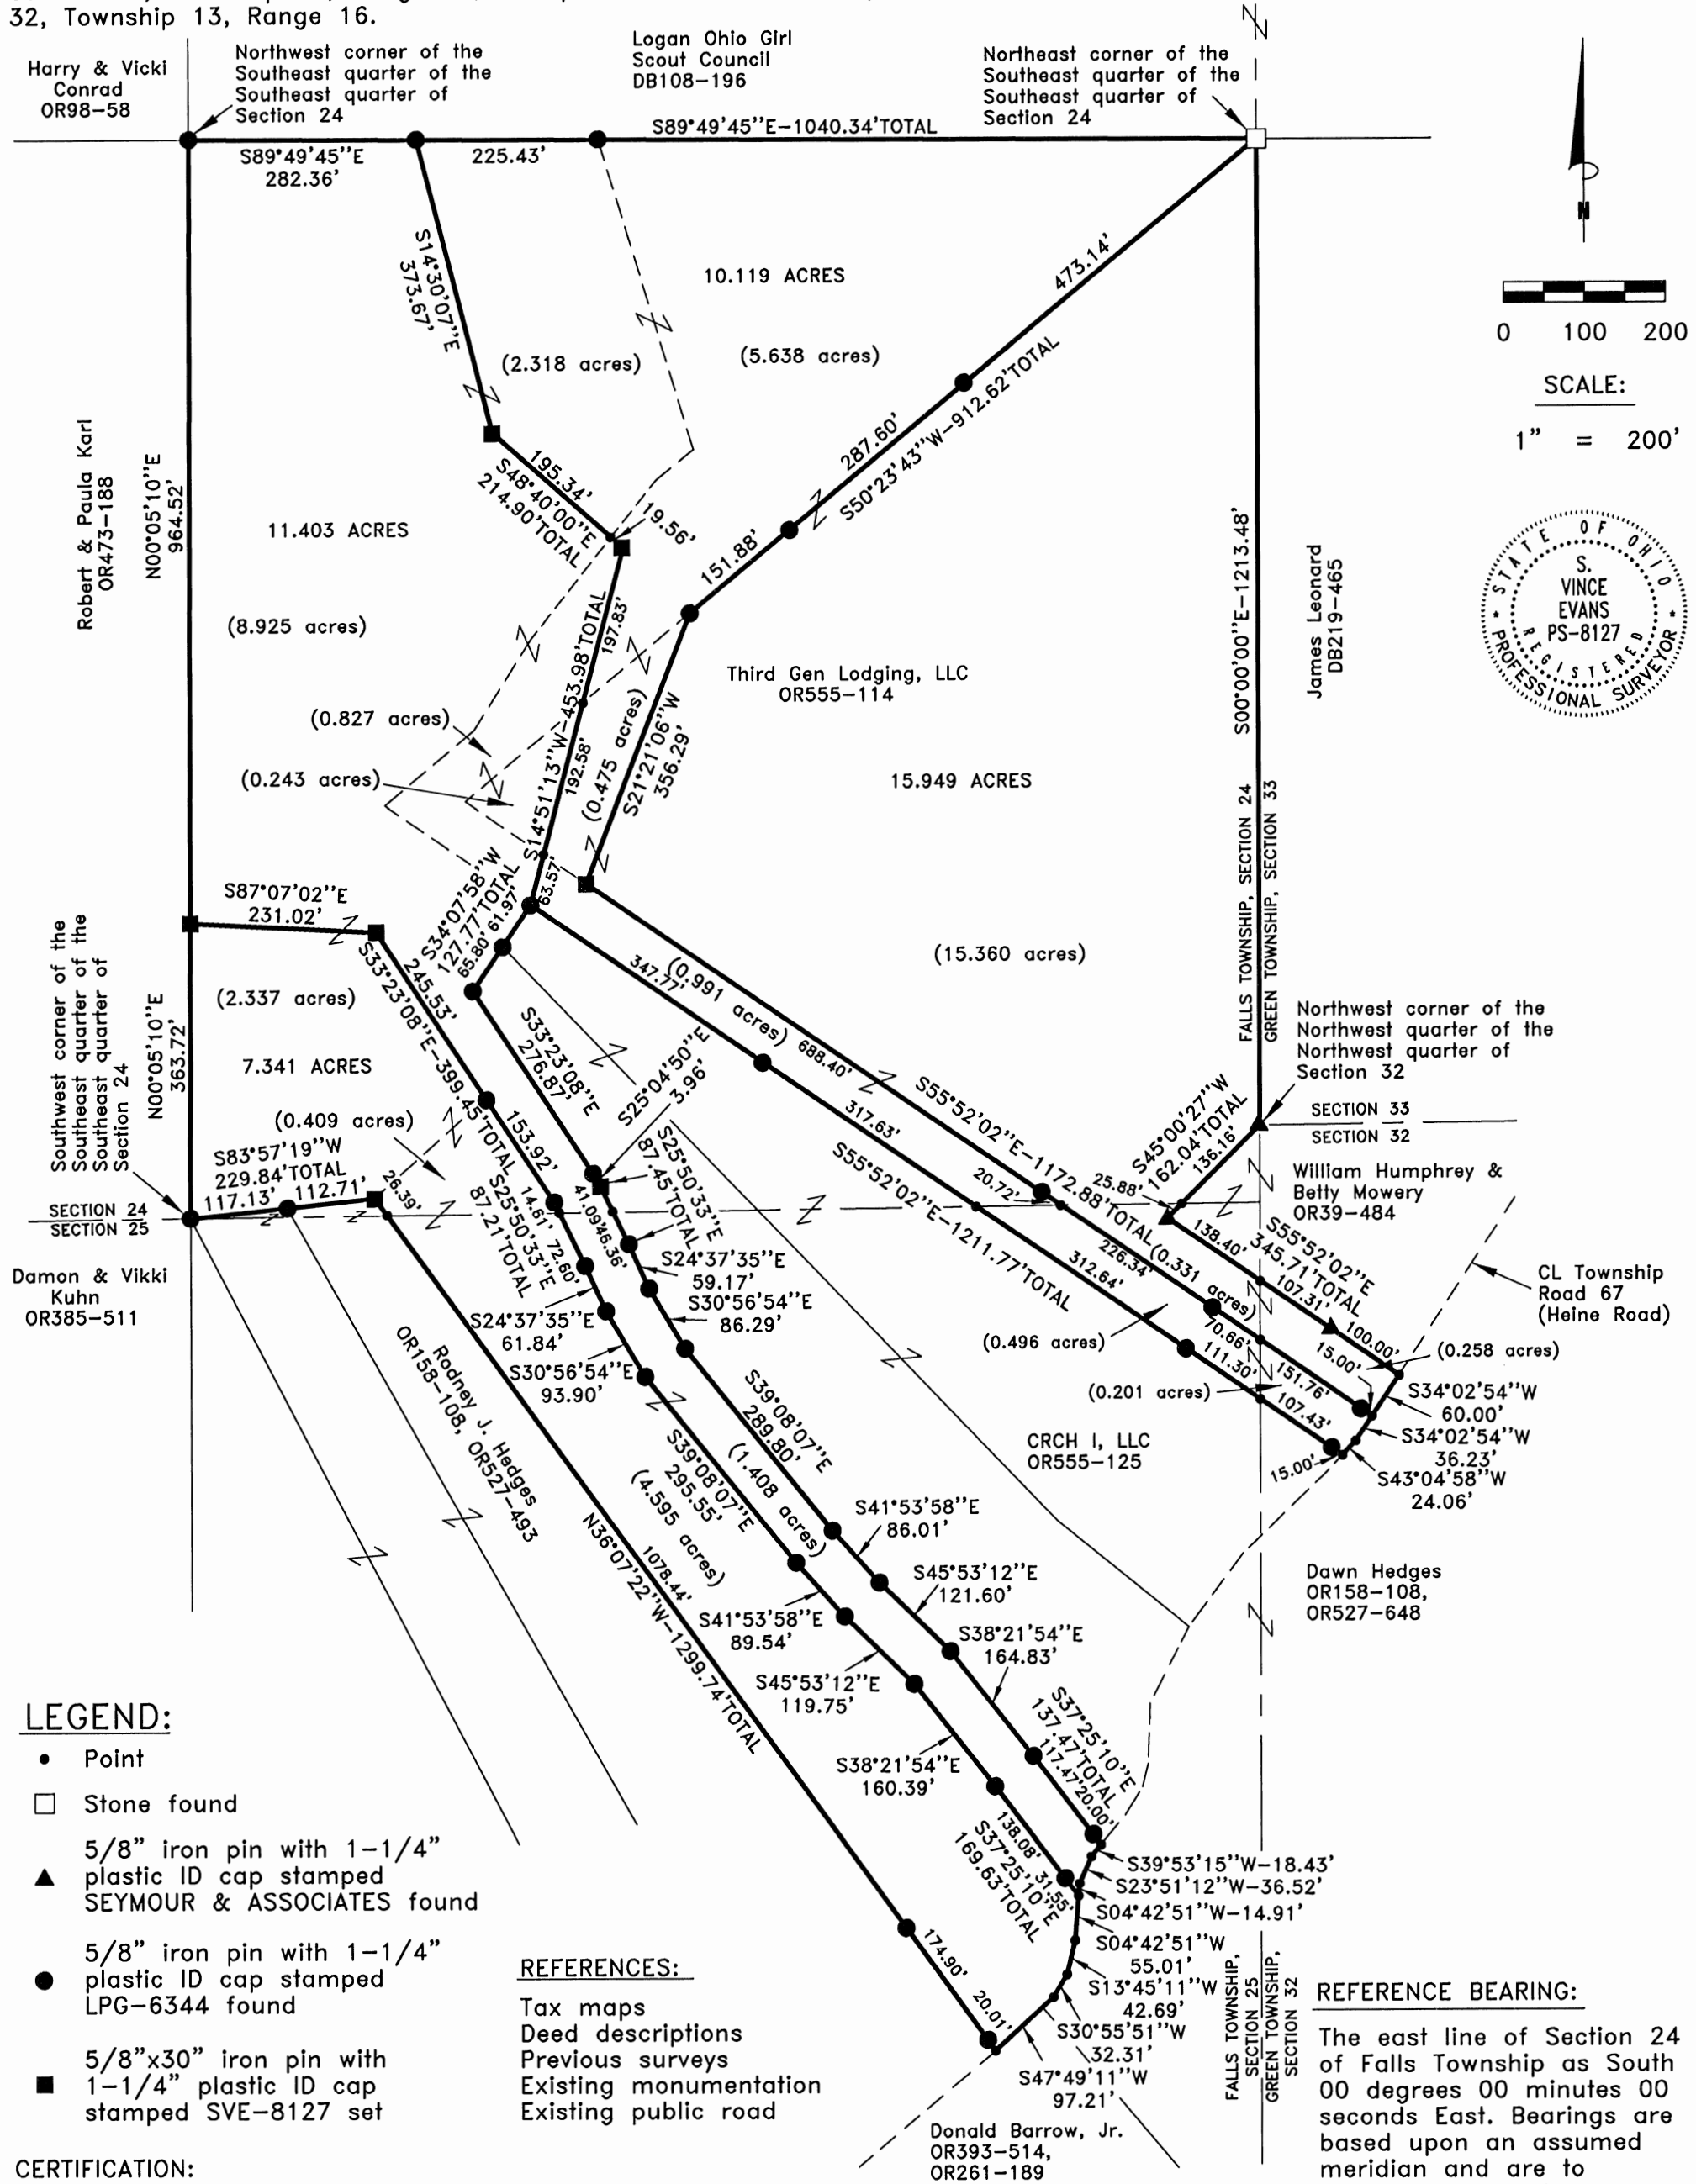 32, Township 13, Range 16.
Harry & Vicki
Conrad
OR98-58
Northwest corner of the
Southeast quarter of the
Southeast quarter of
Section 24
Logan Ohio Girl
Scout Council
DB108-196
Northeast corner of the
Southeast quarter of the
Southeast quarter of
Section 24
S89°49'45"E-1040.34'TOTAL
S89°49'45"E
282.36'
225.43'
N
0 100 200
SCALE:
1" = 200'
STATE OF OHIO
S.
VINCE
EVANS
PS-8127
REGISTERED
* PROFESSIONAL SURVEYOR *
S14°30'07"E
373.67'
10.119 ACRES
(2.318 acres)
(5.638 acres)
473.14'
287.60'
S50°23'43"W-912.62'TOTAL
151.88'
195.34'
S48°40'00"E
214.90'TOTAL
19.56'
Robert & Paula Karl
OR473-188
N00°05'10"E
964.52'
11.403 ACRES
(8.925 acres)
(0.827 acres)
(0.243 acres)
S14°51'13"W-453.98'TOTAL
197.83'
192.58'
63.57'
(0.475 acres)
S21°21'06"W
356.29'
Third Gen Lodging, LLC
OR555-114
15.949 ACRES
(15.360 acres)
S00°00'00"E-1213.48'
James Leonard
DB219-465
FALLS TOWNSHIP, SECTION 24
GREEN TOWNSHIP, SECTION 33
S87°07'02"E
231.02'
S34°07'58"W
127.77'TOTAL
65.80'
61.97'
Southwest corner of the
Southeast quarter of the
Southeast quarter of
Section 24
N00°05'10"E
363.72'
(2.337 acres)
7.341 ACRES
(0.409 acres)
245.53'
S33°23'08"E-399.45'TOTAL
153.92'
S33°23'08"E
276.87'
S25°04'50"E
3.96'
347.77'
(0.991 acres)
688.40'
317.63'
S55°52'02"E-1172.88'TOTAL
S55°52'02"E-1211.77'TOTAL
20.72'
25.88'
S45°00'27"W
162.04'TOTAL
136.16'
Northwest corner of the
Northwest quarter of the
Northwest quarter of
Section 32
SECTION 33
SECTION 32
William Humphrey &
Betty Mowery
OR39-484
S83°57'19"W
229.84'TOTAL
117.13'
112.71'
26.39'
SECTION 24
SECTION 25
Damon & Vikki
Kuhn
OR385-511
14.61'
72.60'
S25°50'33"E
87.21'TOTAL
S25°50'33"E
87.45'TOTAL
41.09'
46.36'
S24°37'35"E
59.17'
S30°56'54"E
86.29'
S24°37'35"E
61.84'
S30°56'54"E
93.90'
138.40'
S55°52'02"E
345.71'TOTAL
107.31'
100.00'
226.34'
(0.331 acres)
312.64'
(0.496 acres)
70.66'
111.30'
15.00'
(0.258 acres)
(0.201 acres)
151.76'
107.43'
15.00'
CL Township
Road 67
(Heine Road)
S34°02'54"W
60.00'
S34°02'54"W
36.23'
S43°04'58"W
24.06'
Rodney J. Hedges
OR158-108, OR527-493
CRCH I, LLC
OR555-125
S39°08'07"E
289.80'
(1.408 acres)
S39°08'07"E
295.55'
(4.595 acres)
1078.44'
N36°07'22"W-1299.74'TOTAL
S41°53'58"E
86.01'
S45°53'12"E
121.60'
S38°21'54"E
164.83'
S41°53'58"E
89.54'
S45°53'12"E
119.75'
S38°21'54"E
160.39'
Dawn Hedges
OR158-108,
OR527-648
S37°25'10"E
137.47'TOTAL
117.47'
20.00'
138.08'
S37°25'10"E
169.63'TOTAL
31.55'
S39°53'15"W-18.43'
S23°51'12"W-36.52'
S04°42'51"W-14.91'
S04°42'51"W
55.01'
S13°45'11"W
42.69'
S30°55'51"W
32.31'
S47°49'11"W
97.21'
174.90'
20.01'
Donald Barrow, Jr.
OR393-514,
OR261-189
FALLS TOWNSHIP,
SECTION 25
GREEN TOWNSHIP,
SECTION 32
LEGEND:
Point
Stone found
5/8" iron pin with 1-1/4"
plastic ID cap stamped
SEYMOUR & ASSOCIATES found
5/8" iron pin with 1-1/4"
plastic ID cap stamped
LPG-6344 found
5/8"x30" iron pin with
1-1/4" plastic ID cap
stamped SVE-8127 set
REFERENCES:
Tax maps
Deed descriptions
Previous surveys
Existing monumentation
Existing public road
REFERENCE BEARING:
The east line of Section 24
of Falls Township as South
00 degrees 00 minutes 00
seconds East. Bearings are
based upon an assumed
meridian and are to
CERTIFICATION: